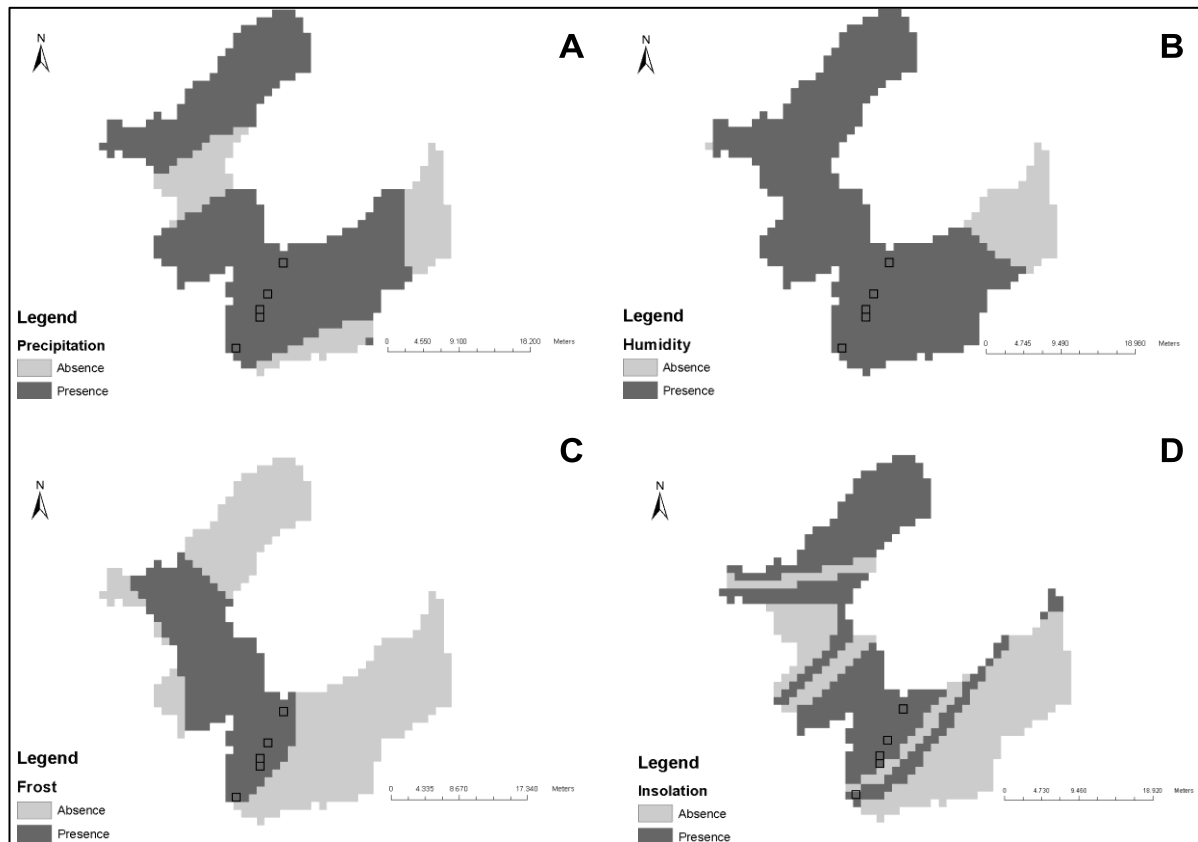 N
A
Legend
Precipitation
Absence
Presence
0 4.550 9.100 18.200 Meters
N
B
Legend
Humidity
Absence
Presence
0 4.745 9.490 18.980 Meters
N
C
Legend
Frost
Absence
Presence
0 4.335 8.670 17.340 Meters
N
D
Legend
Insolation
Absence
Presence
0 4.730 9.460 18.920 Meters